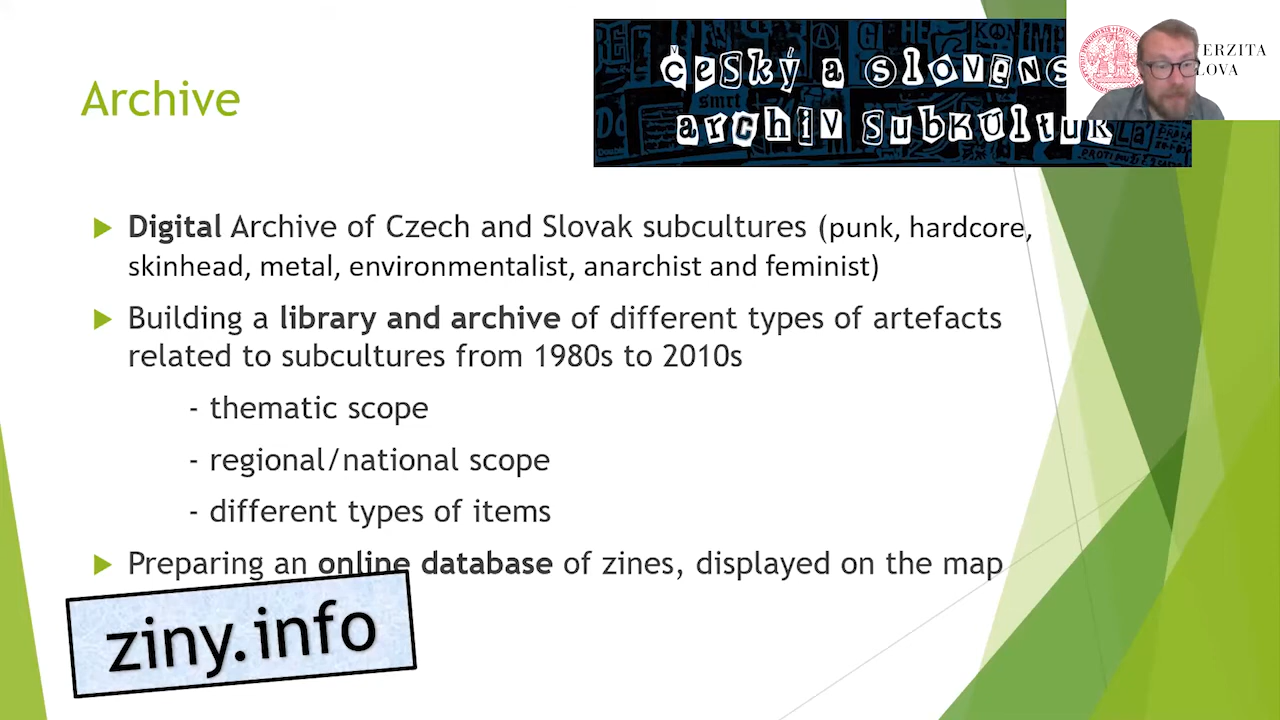 Archive
český a slovens
archiv subkultur
VERZITA
LOVA
Digital Archive of Czech and Slovak subcultures (punk, hardcore,
skinhead, metal, environmentalist, anarchist and feminist)
Building a library and archive of different types of artefacts
related to subcultures from 1980s to 2010s
- thematic scope
- regional/national scope
- different types of items
Preparing an online database of zines, displayed on the map
ziny.info